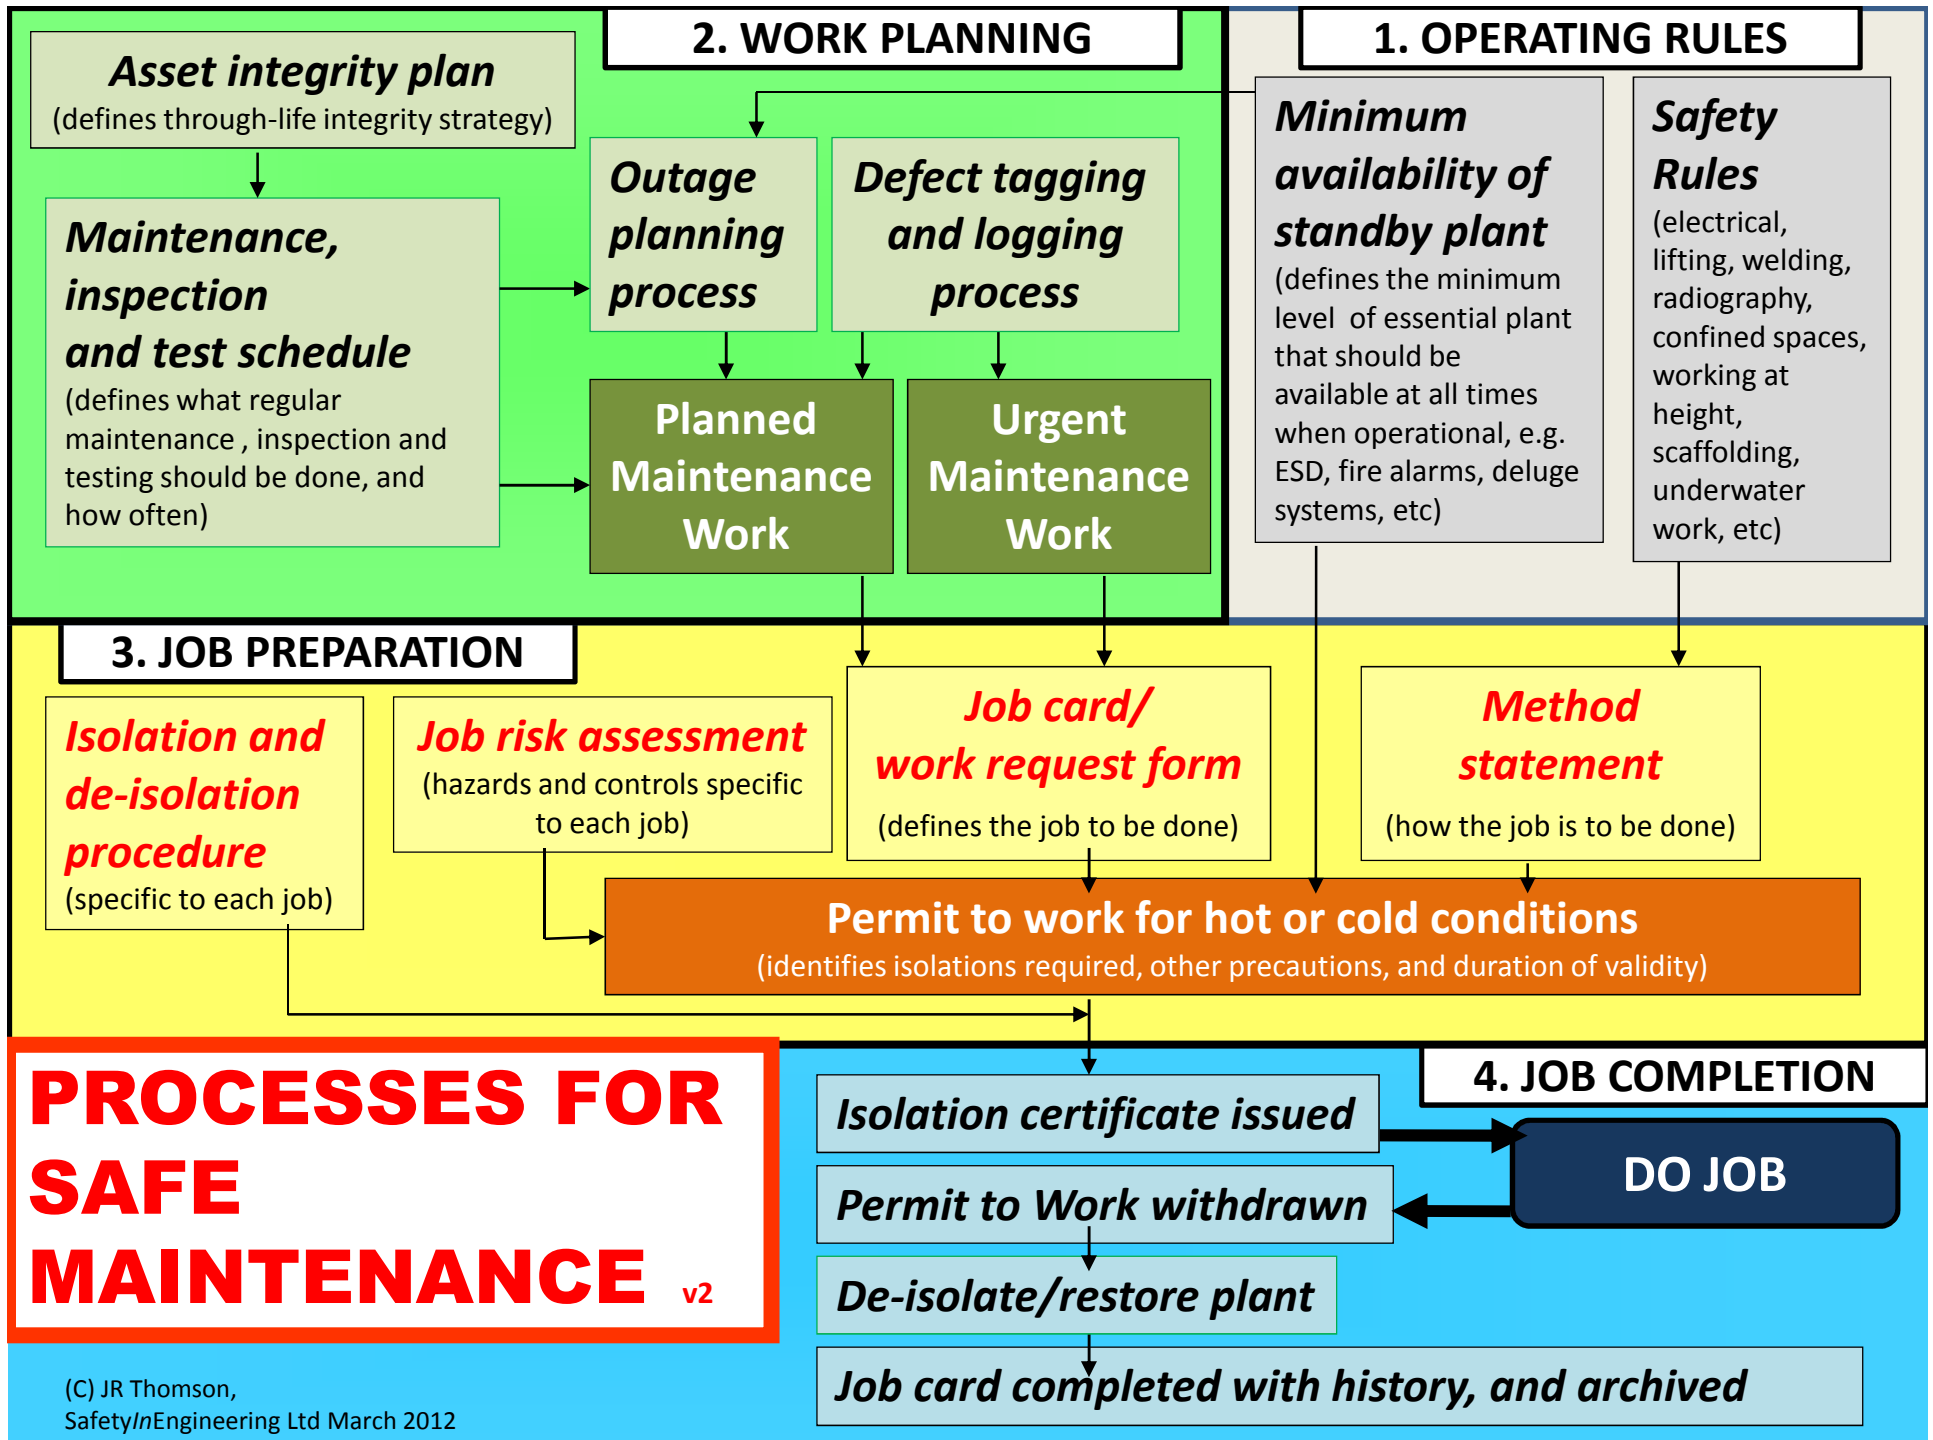 2. WORK PLANNING
1. OPERATING RULES
Asset integrity plan
(defines through-life integrity strategy)
Maintenance,
inspection
and test schedule
(defines what regular
maintenance , inspection and
testing should be done, and
how often)
Outage
planning
process
Defect tagging
and logging
process
Planned
Maintenance
Work
Urgent
Maintenance
Work
Minimum
availability of
standby plant
(defines the minimum
level  of essential plant
that should be
available at all times
when operational, e.g.
ESD, fire alarms, deluge
systems, etc)
Safety
Rules
(electrical,
lifting, welding,
radiography,
confined spaces,
working at
height,
scaffolding,
underwater
work, etc)
3. JOB PREPARATION
Isolation and
de-isolation
procedure
(specific to each job)
Job risk assessment
(hazards and controls specific
to each job)
Job card/
work request form
(defines the job to be done)
Method
statement
(how the job is to be done)
Permit to work for hot or cold conditions
(identifies isolations required, other precautions, and duration of validity)
PROCESSES FOR
SAFE
MAINTENANCE v2
4. JOB COMPLETION
Isolation certificate issued
DO JOB
Permit to Work withdrawn
De-isolate/restore plant
Job card completed with history, and archived
(C) JR Thomson,
SafetyInEngineering Ltd March 2012